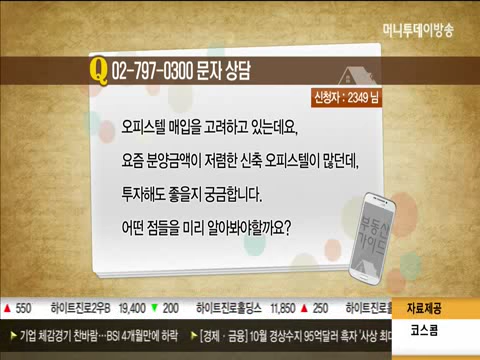 머니투데이방송
Q 02-797-0300 문자 상담
신청자 : 2349 님
오피스텔 매입을 고려하고 있는데요,
요즘 분양금액이 저렴한 신축 오피스텔이 많던데,
투자해도 좋을지 궁금합니다.
어떤 점들을 미리 알아봐야할까요?
부동산
가이드
▲ 550 하이트진로2우B 19,400 ▼ 200 하이트진로홀딩스 11,850 ▲ 250 하이트진로홀
자료제공
▶ 기업 체감경기 찬바람...BSI 4개월만에 하락 ▶ [경제·금융] 10월 경상수지 95억달러 흑자 '사상 최다
코스콤